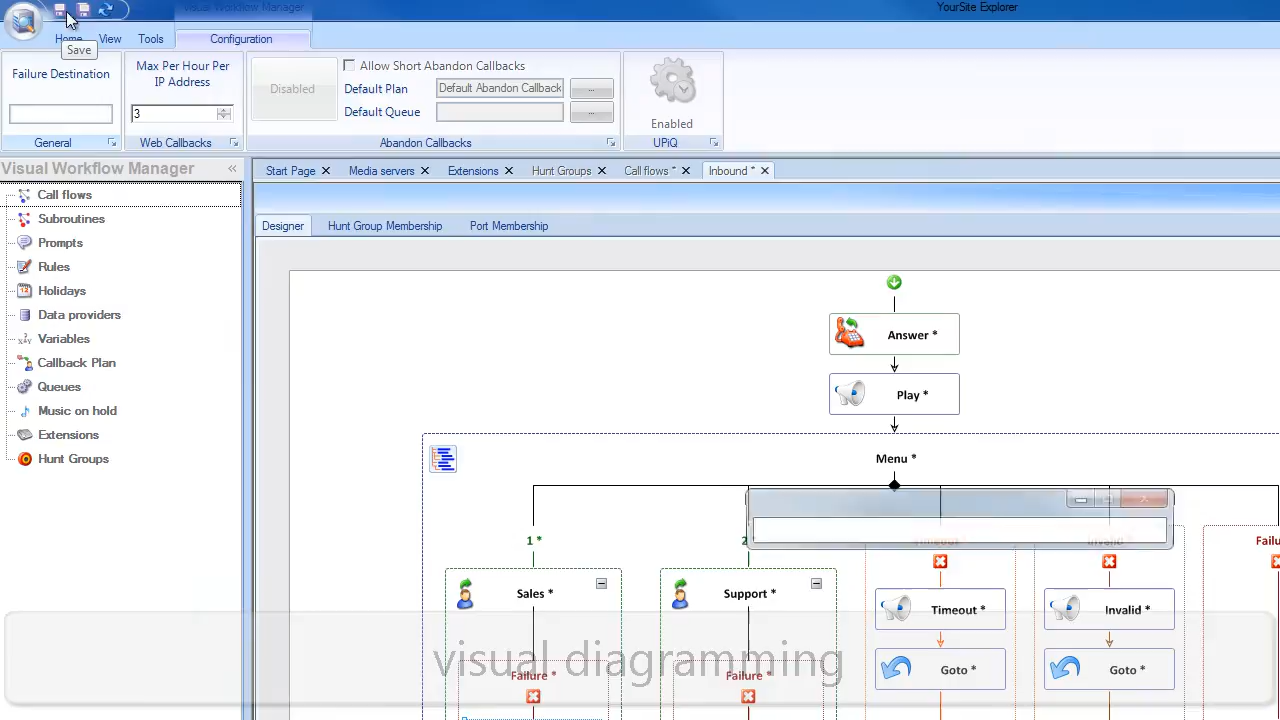 Visual Workflow Manager
YourSite Explorer
Home View Tools Configuration
Save
Failure Destination
General
Max Per Hour Per
IP Address
3
Web Callbacks
Disabled
Allow Short Abandon Callbacks
Default Plan Default Abandon Callback ...
Default Queue ...
Abandon Callbacks
Enabled
UPiQ
Visual Workflow Manager «
Call flows
Subroutines
Prompts
Rules
Holidays
Data providers
Variables
Callback Plan
Queues
Music on hold
Extensions
Hunt Groups
Start Page Media servers Extensions Hunt Groups Call flows * Inbound *
Designer Hunt Group Membership Port Membership
Answer *
Play *
Menu *
1 * 2 Timeout Invalid * Failu
Sales * Support * Timeout * Invalid *
Failure * Failure * Goto * Goto *
visual diagramming